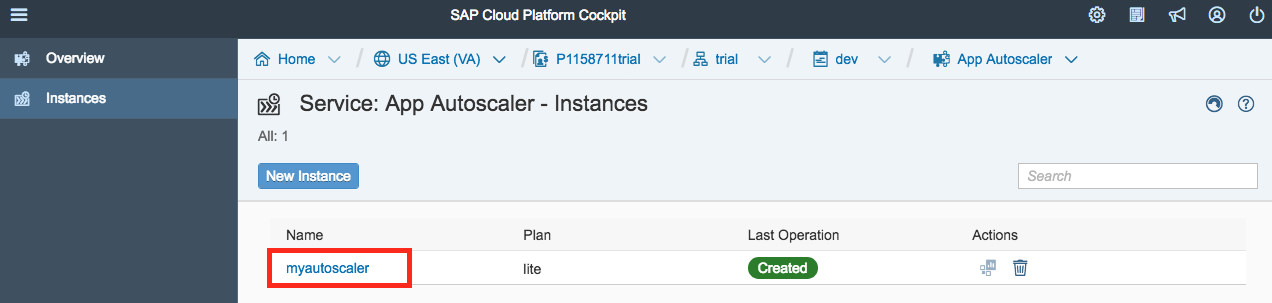 SAP Cloud Platform Cockpit
Overview
Instances
Home / US East (VA) / P1158711trial / trial / dev / App Autoscaler
Service: App Autoscaler - Instances
All: 1
New Instance
Search
Name Plan Last Operation Actions
myautoscaler lite Created